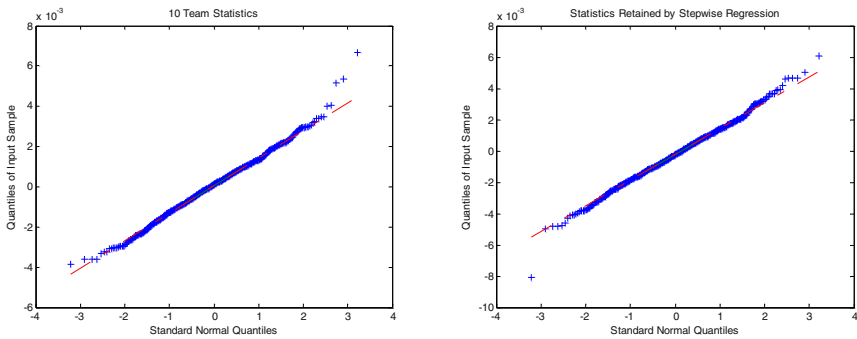 10 Team Statistics
x 10^-3
8
6
4
2
0
-2
-4
-6
Quantiles of Input Sample
-4 -3 -2 -1 0 1 2 3 4
Standard Normal Quantiles
Statistics Retained by Stepwise Regression
x 10^-3
8
6
4
2
0
-2
-4
-6
-8
-10
Quantiles of Input Sample
-4 -3 -2 -1 0 1 2 3 4
Standard Normal Quantiles